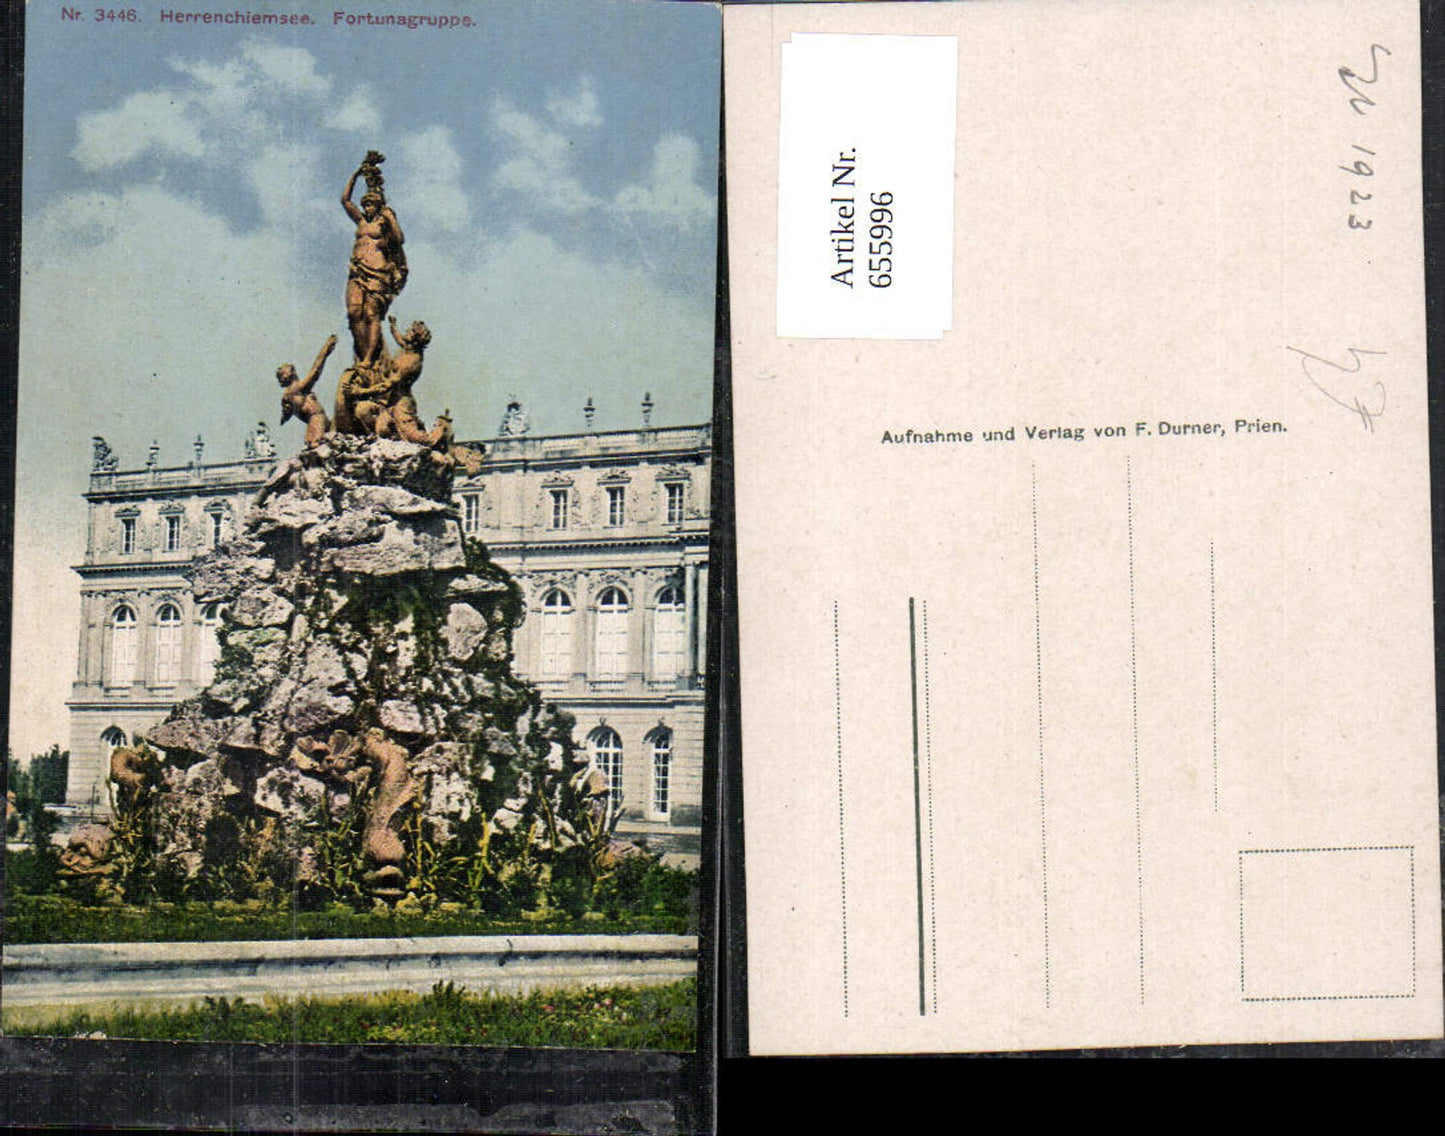 Nr. 3446. Herrenchiemsee. Fortunagruppe.
Artikel Nr.
655996
1923
Aufnahme und Verlag von F. Durner, Prien.